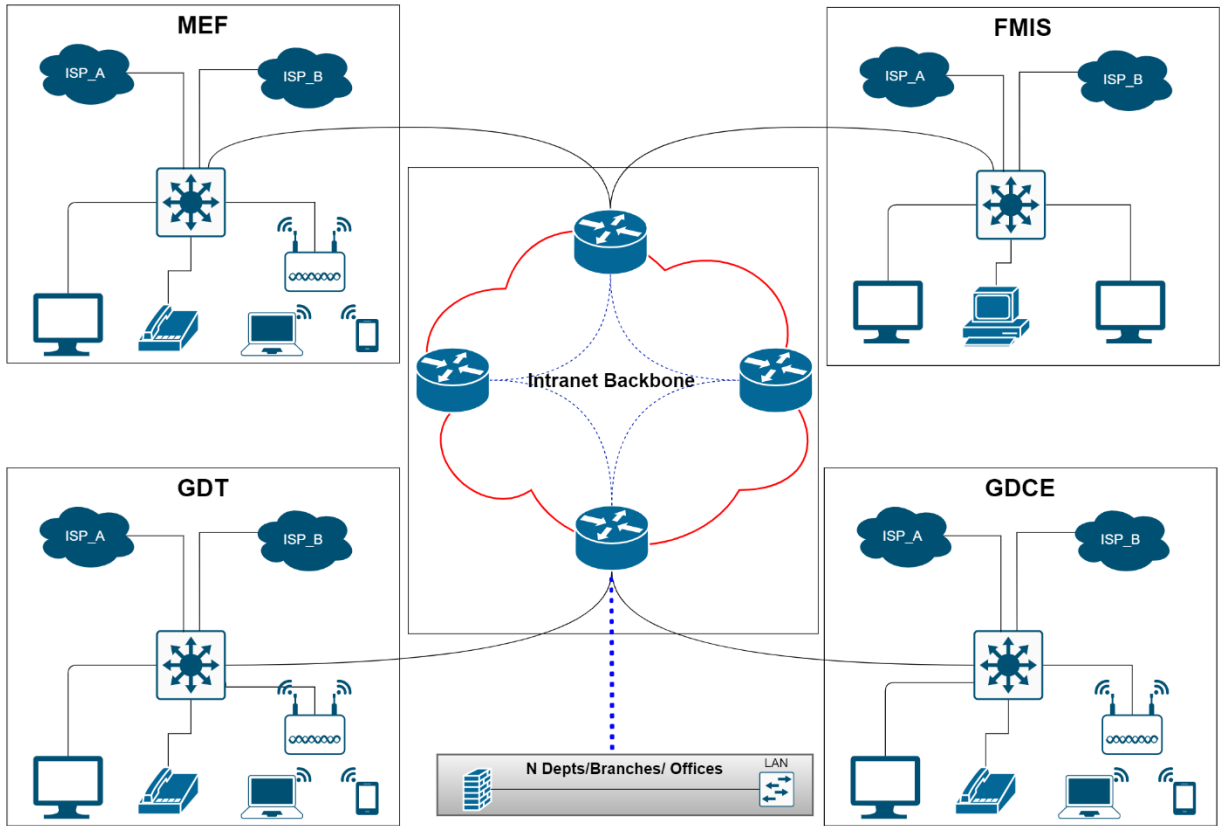 MEF
ISP_A
ISP_B
FMIS
ISP_A
ISP_B
Intranet Backbone
GDT
ISP_A
ISP_B
GDCE
ISP_A
ISP_B
N Depts/Branches/ Offices
LAN